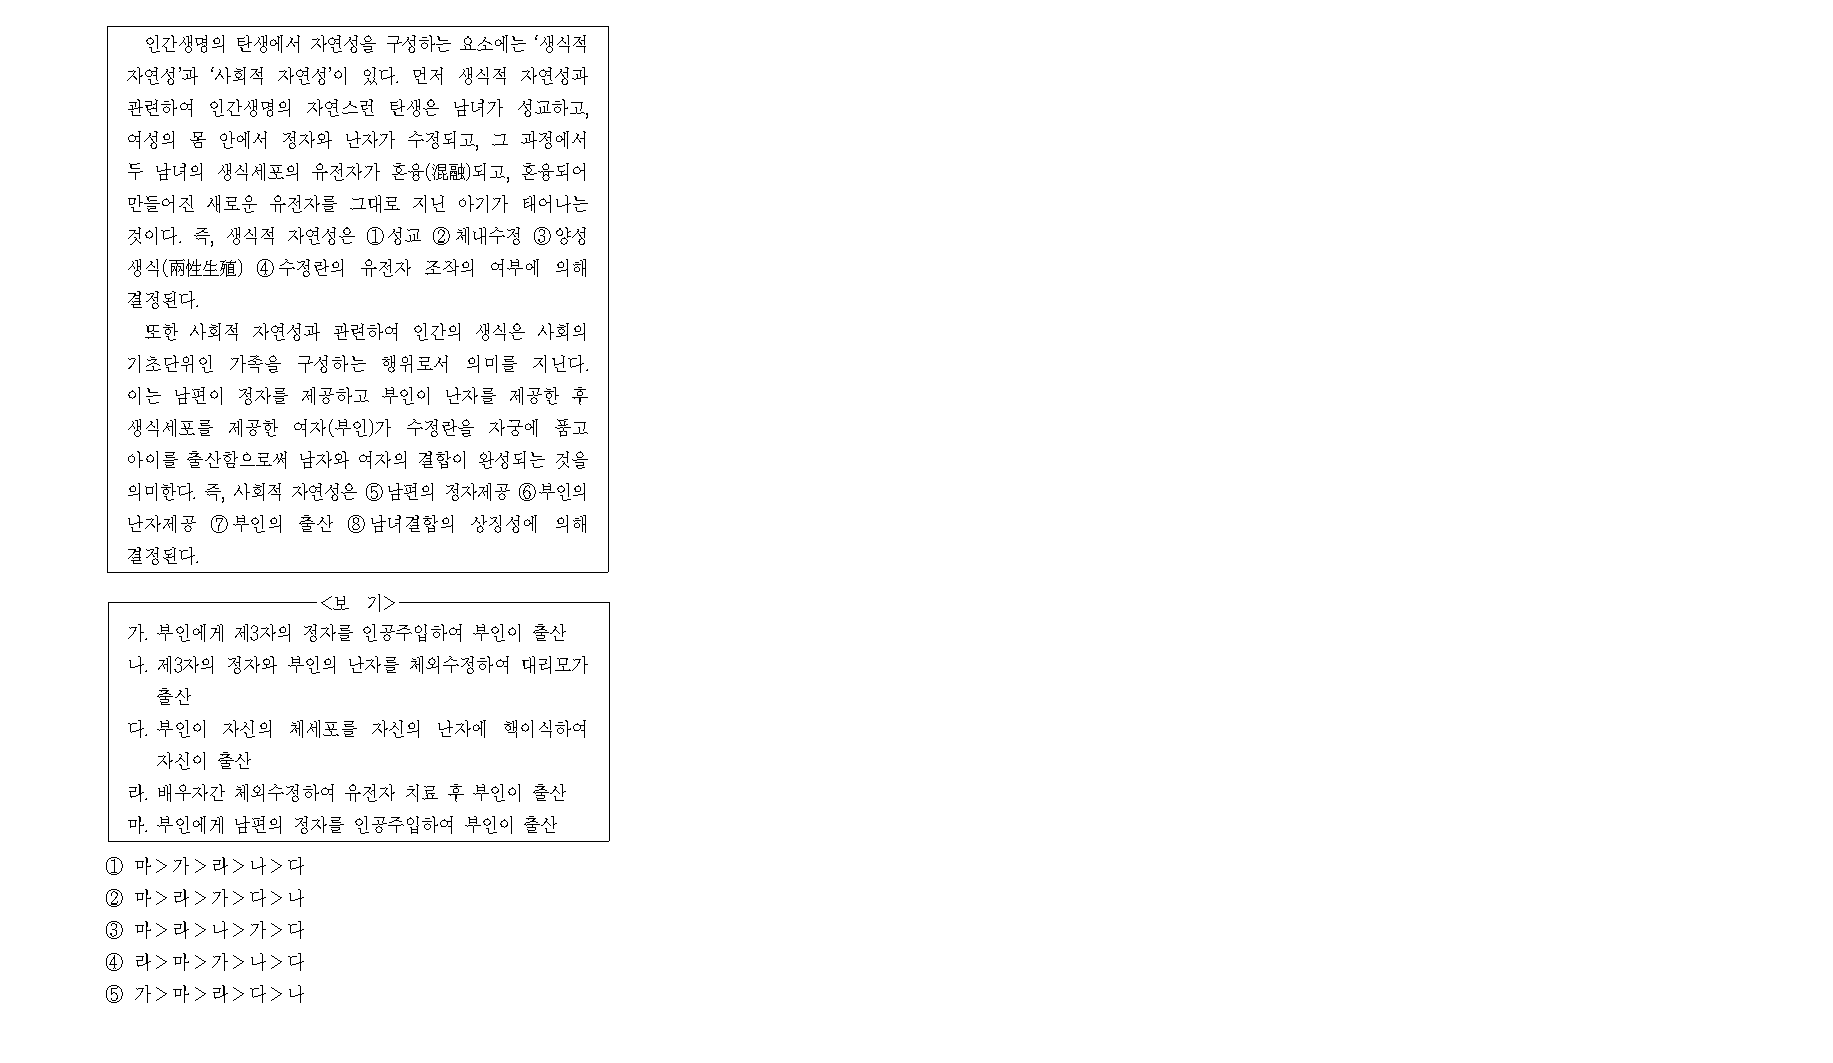 인간생명의 탄생에서 자연성을 구성하는 요소에는 ‘생식적
자연성’과 ‘사회적 자연성’이 있다. 먼저 생식적 자연성과
관련하여 인간생명의 자연스런 탄생은 남녀가 성교하고,
여성의 몸 안에서 정자와 난자가 수정되고, 그 과정에서
두 남녀의 생식세포의 유전자가 혼융(混融)되고, 혼융되어
만들어진 새로운 유전자를 그대로 지닌 아기가 태어나는
것이다. 즉, 생식적 자연성은 ①성교 ②체내수정 ③양성
생식(兩性生殖) ④수정란의 유전자 조작의 여부에 의해
결정된다.
또한 사회적 자연성과 관련하여 인간의 생식은 사회의
기초단위인 가족을 구성하는 행위로서 의미를 지닌다.
이는 남편이 정자를 제공하고 부인이 난자를 제공한 후
생식세포를 제공한 여자(부인)가 수정란을 자궁에 품고
아이를 출산함으로써 남자와 여자의 결합이 완성되는 것을
의미한다. 즉, 사회적 자연성은 ⑤남편의 정자제공 ⑥부인의
난자제공 ⑦부인의 출산 ⑧남녀결합의 상징성에 의해
결정된다.
<보 기>
가. 부인에게 제3자의 정자를 인공주입하여 부인이 출산
나. 제3자의 정자와 부인의 난자를 체외수정하여 대리모가
출산
다. 부인이 자신의 체세포를 자신의 난자에 핵이식하여
자신이 출산
라. 배우자간 체외수정하여 유전자 치료 후 부인이 출산
마. 부인에게 남편의 정자를 인공주입하여 부인이 출산
① 마>가>라>나>다
② 마>라>가>다>나
③ 마>라>나>가>다
④ 라>마>가>나>다
⑤ 가>마>라>다>나